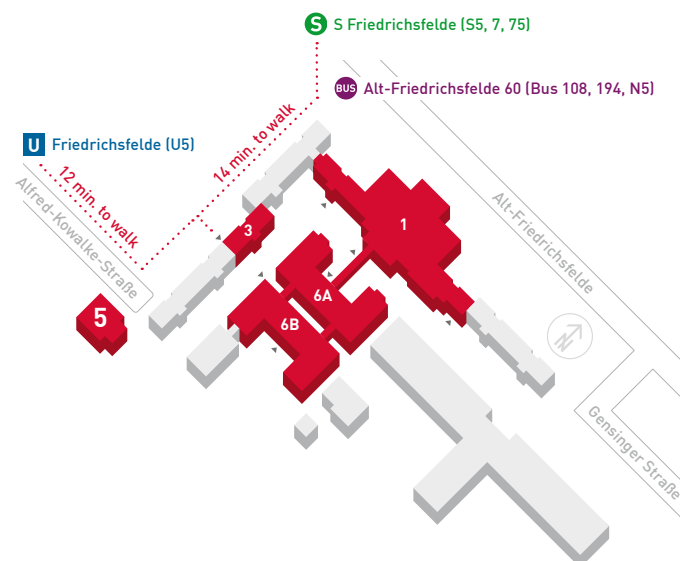 S S Friedrichsfelde (S5, 7, 75)
BUS Alt-Friedrichsfelde 60 (Bus 108, 194, N5)
U Friedrichsfelde (U5)
14 min. to walk
12 min. to walk
Alfred-Kowalke-Straße
Alt-Friedrichsfelde
1
3
6A
5
6B
N
Gensinger Straße